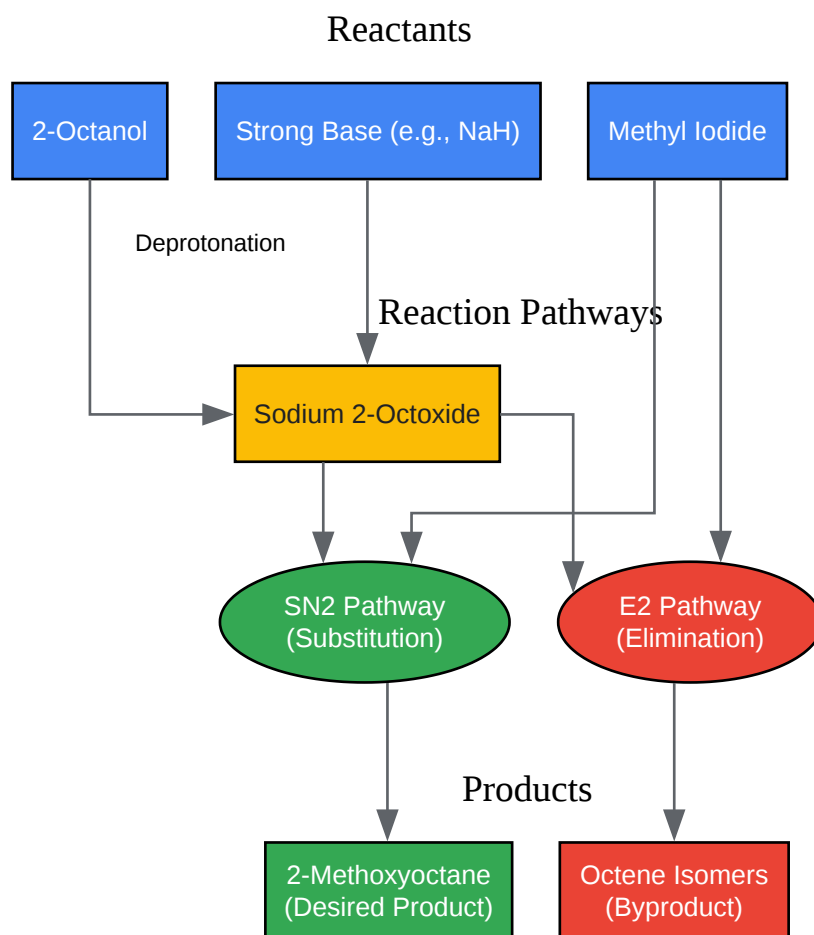 Reactants
2-Octanol
Strong Base (e.g., NaH)
Methyl Iodide
Deprotonation
Reaction Pathways
Sodium 2-Octoxide
SN2 Pathway
(Substitution)
E2 Pathway
(Elimination)
Products
2-Methoxyoctane
(Desired Product)
Octene Isomers
(Byproduct)